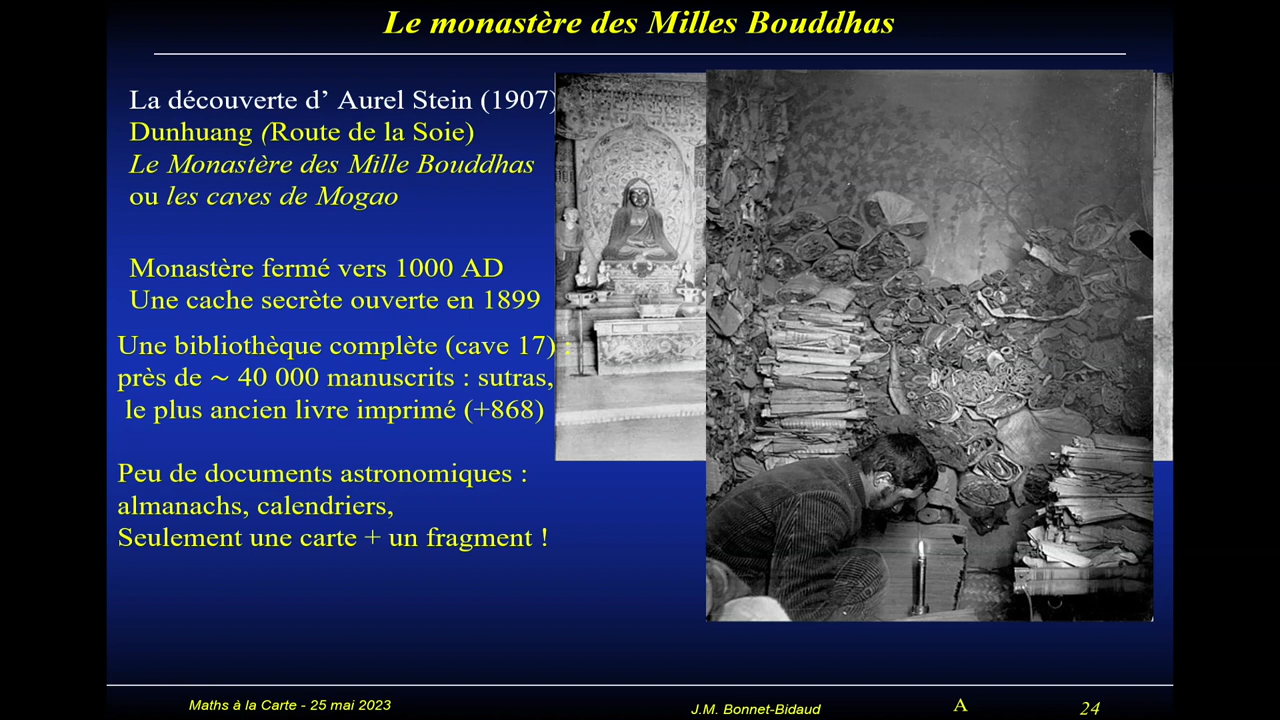 Le monastère des Milles Bouddhas
La découverte d’ Aurel Stein (1907)
Dunhuang (Route de la Soie)
Le Monastère des Mille Bouddhas
ou les caves de Mogao
Monastère fermé vers 1000 AD
Une cache secrète ouverte en 1899
Une bibliothèque complète (cave 17) :
près de ~ 40 000 manuscrits : sutras,
le plus ancien livre imprimé (+868)
Peu de documents astronomiques :
almanachs, calendriers,
Seulement une carte + un fragment !
Maths à la Carte - 25 mai 2023
J.M. Bonnet-Bidaud
A
24